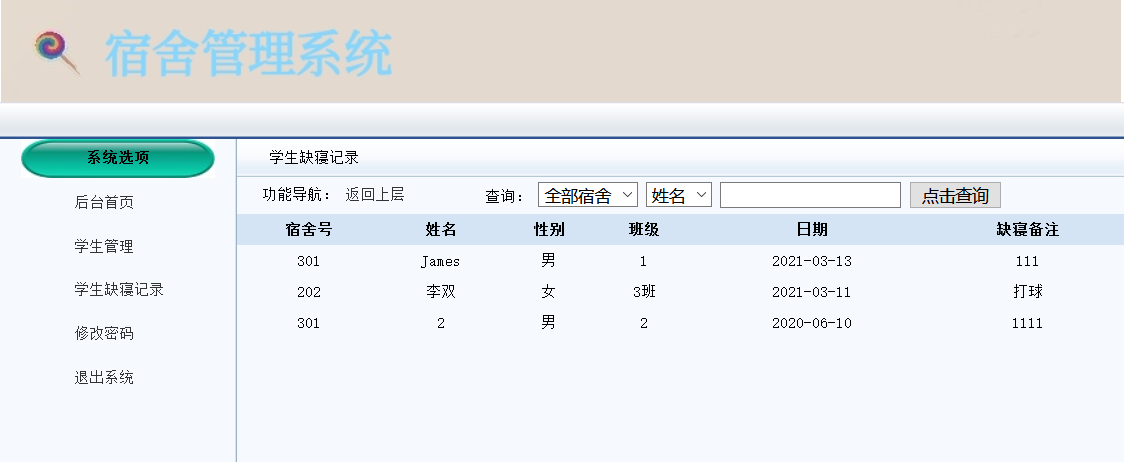 宿舍管理系统
系统选项
后台首页
学生管理
学生缺寝记录
修改密码
退出系统
学生缺寝记录
功能导航： 返回上层 查询： 全部宿舍 姓名 点击查询
宿舍号 姓名 性别 班级 日期 缺寝备注
301 James 男 1 2021-03-13 111
202 李双 女 3班 2021-03-11 打球
301 2 男 2 2020-06-10 1111